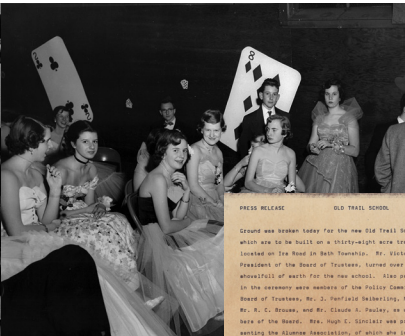 8
PRESS RELEASE OLD TRAIL SCHOOL
Ground was broken today for the new Old Trail
which are to be built on a thirty-eight acre
located on Ira Road in Bath Township. Mr.
President of the Board of Trustees, turned over
shovelfull of earth for the new school. Also
in the ceremony were members of the Policy
Board of Trustees, Mr. J. Penfield Seiberling,
Mr. M. C. Brouse, and Mr. Claude A. Pauley,
bers of the Board. Mrs. Hugh C. Sinclair was
senting the Alumnae Association, of which she